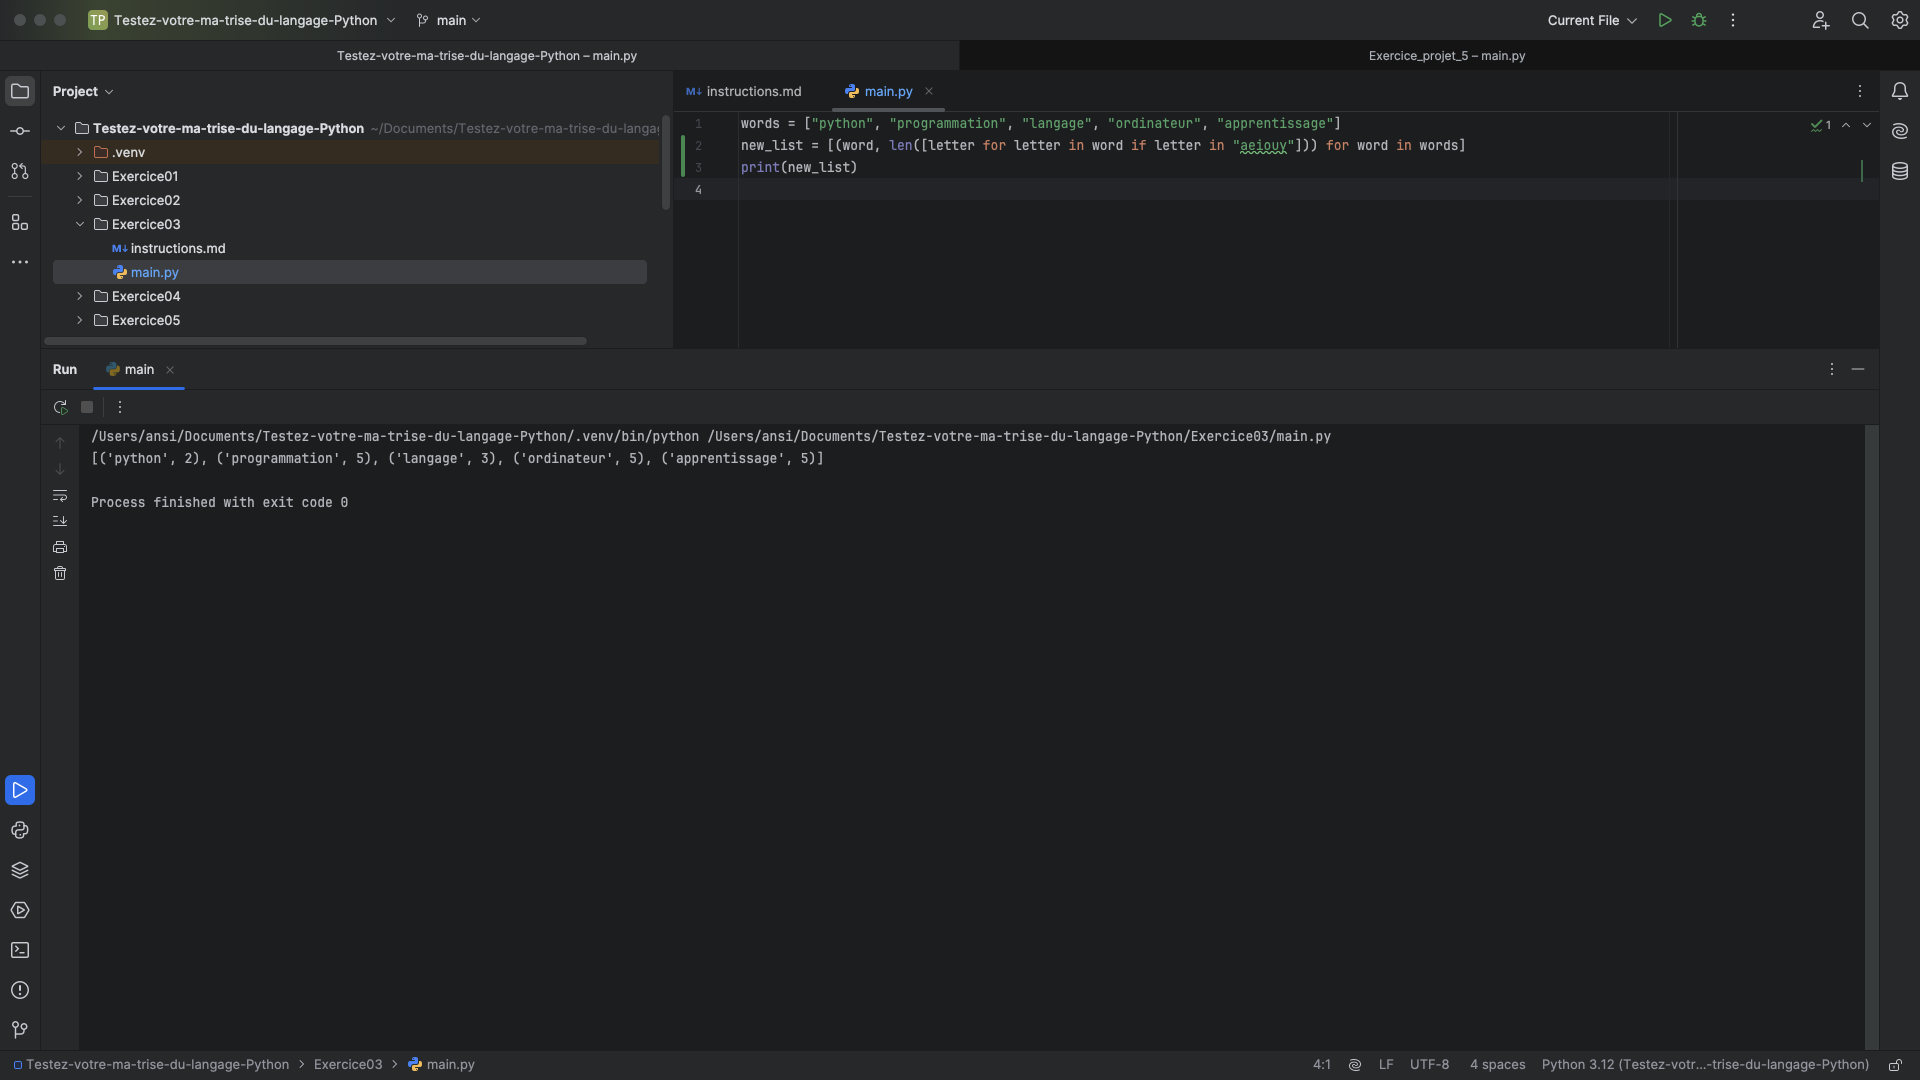 TP Testez-votre-ma-trise-du-langage-Python main Current File
Testez-votre-ma-trise-du-langage-Python – main.py Exercice_projet_5 – main.py
Project
Testez-votre-ma-trise-du-langage-Python ~/Documents/Testez-votre-ma-trise-du-langa
.venv
Exercice01
Exercice02
Exercice03
M↓ instructions.md
main.py
Exercice04
Exercice05
M↓ instructions.md main.py
1 words = ["python", "programmation", "langage", "ordinateur", "apprentissage"]
2 new_list = [(word, len([letter for letter in word if letter in "aeiouy"])) for word in words]
3 print(new_list)
4
1
Run main
/Users/ansi/Documents/Testez-votre-ma-trise-du-langage-Python/.venv/bin/python /Users/ansi/Documents/Testez-votre-ma-trise-du-langage-Python/Exercice03/main.py
[('python', 2), ('programmation', 5), ('langage', 3), ('ordinateur', 5), ('apprentissage', 5)]
Process finished with exit code 0
Testez-votre-ma-trise-du-langage-Python > Exercice03 > main.py 4:1 LF UTF-8 4 spaces Python 3.12 (Testez-votr...-trise-du-langage-Python)